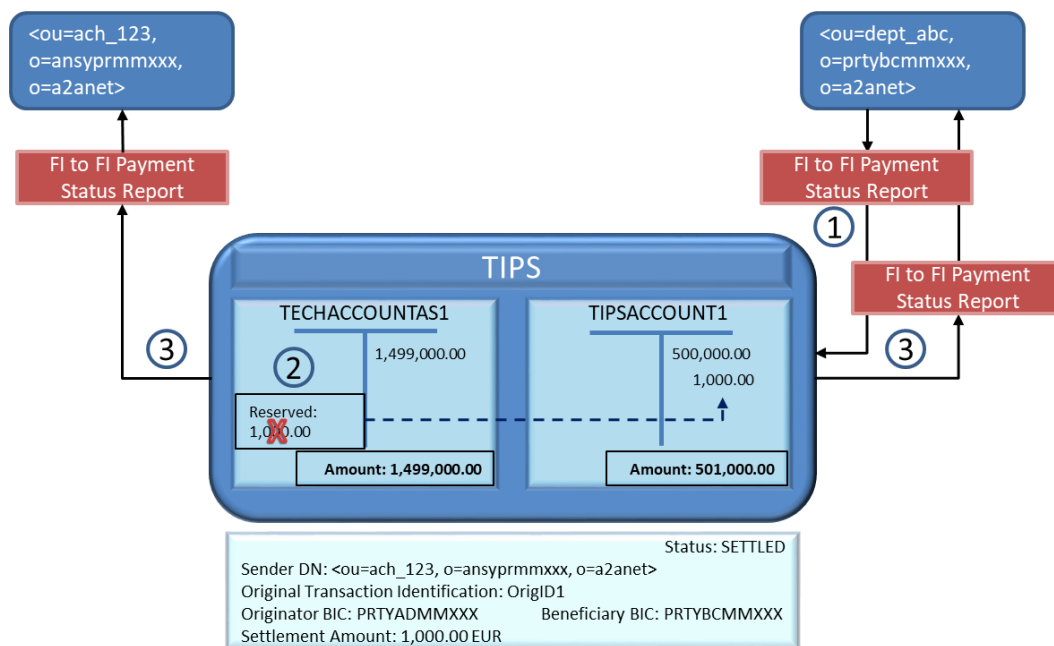 <ou=ach_123,
o=ansyprmmxxx,
o=a2anet>
<ou=dept_abc,
o=prtybcmmxxx,
o=a2anet>
FI to FI Payment
Status Report
FI to FI Payment
Status Report
1
FI to FI Payment
Status Report
TIPS
3
3
TECHACCOUNTAS1
1,499,000.00
2
Reserved:
1,000.00
Amount: 1,499,000.00
TIPSACCOUNT1
500,000.00
1,000.00
Amount: 501,000.00
Status: SETTLED
Sender DN: <ou=ach_123, o=ansyprmmxxx, o=a2anet>
Original Transaction Identification: OrigID1
Originator BIC: PRTYADMMXXX Beneficiary BIC: PRTYBCMMXXX
Settlement Amount: 1,000.00 EUR